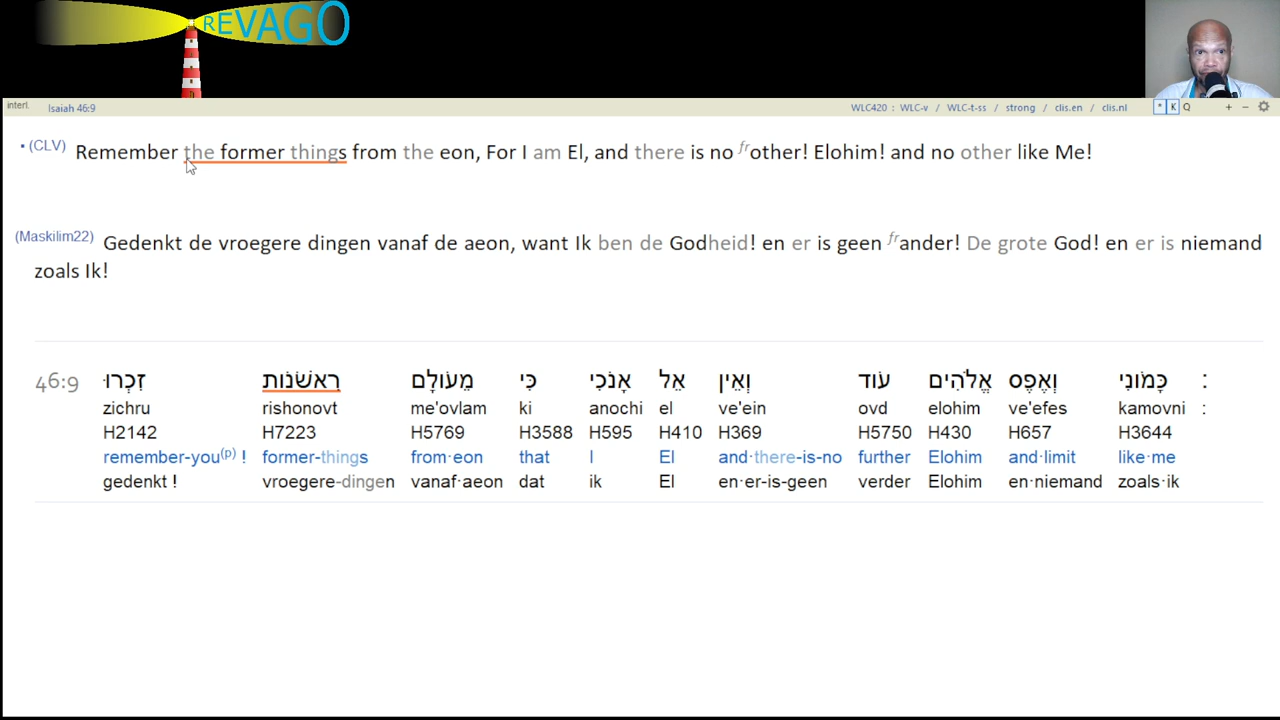 REVAGO
interl. Isaiah 46:9 WLC420 : WLC-v / WLC-t-ss / strong / clis.en / clis.nl * K Q + −
• (CLV) Remember the former things from the eon, For I am El, and there is no frother! Elohim! and no other like Me!
(Maskilim22) Gedenkt de vroegere dingen vanaf de aeon, want Ik ben de Godheid! en er is geen frander! De grote God! en er is niemand
zoals Ik!
46:9 זִכְרוּ רִאשֹׁנוֹת מֵעוֹלָם כִּי אָנֹכִי אֵל וְאֵין עוֹד אֱלֹהִים וְאֶפֶס כָּמוֹנִי :
zichru rishonovt me'ovlam ki anochi el ve'ein ovd elohim ve'efes kamovni :
H2142 H7223 H5769 H3588 H595 H410 H369 H5750 H430 H657 H3644
remember-you(p) ! former-things from·eon that I El and·there-is-no further Elohim and·limit like·me
gedenkt ! vroegere-dingen vanaf·aeon dat ik El en·er-is-geen verder Elohim en·niemand zoals·ik